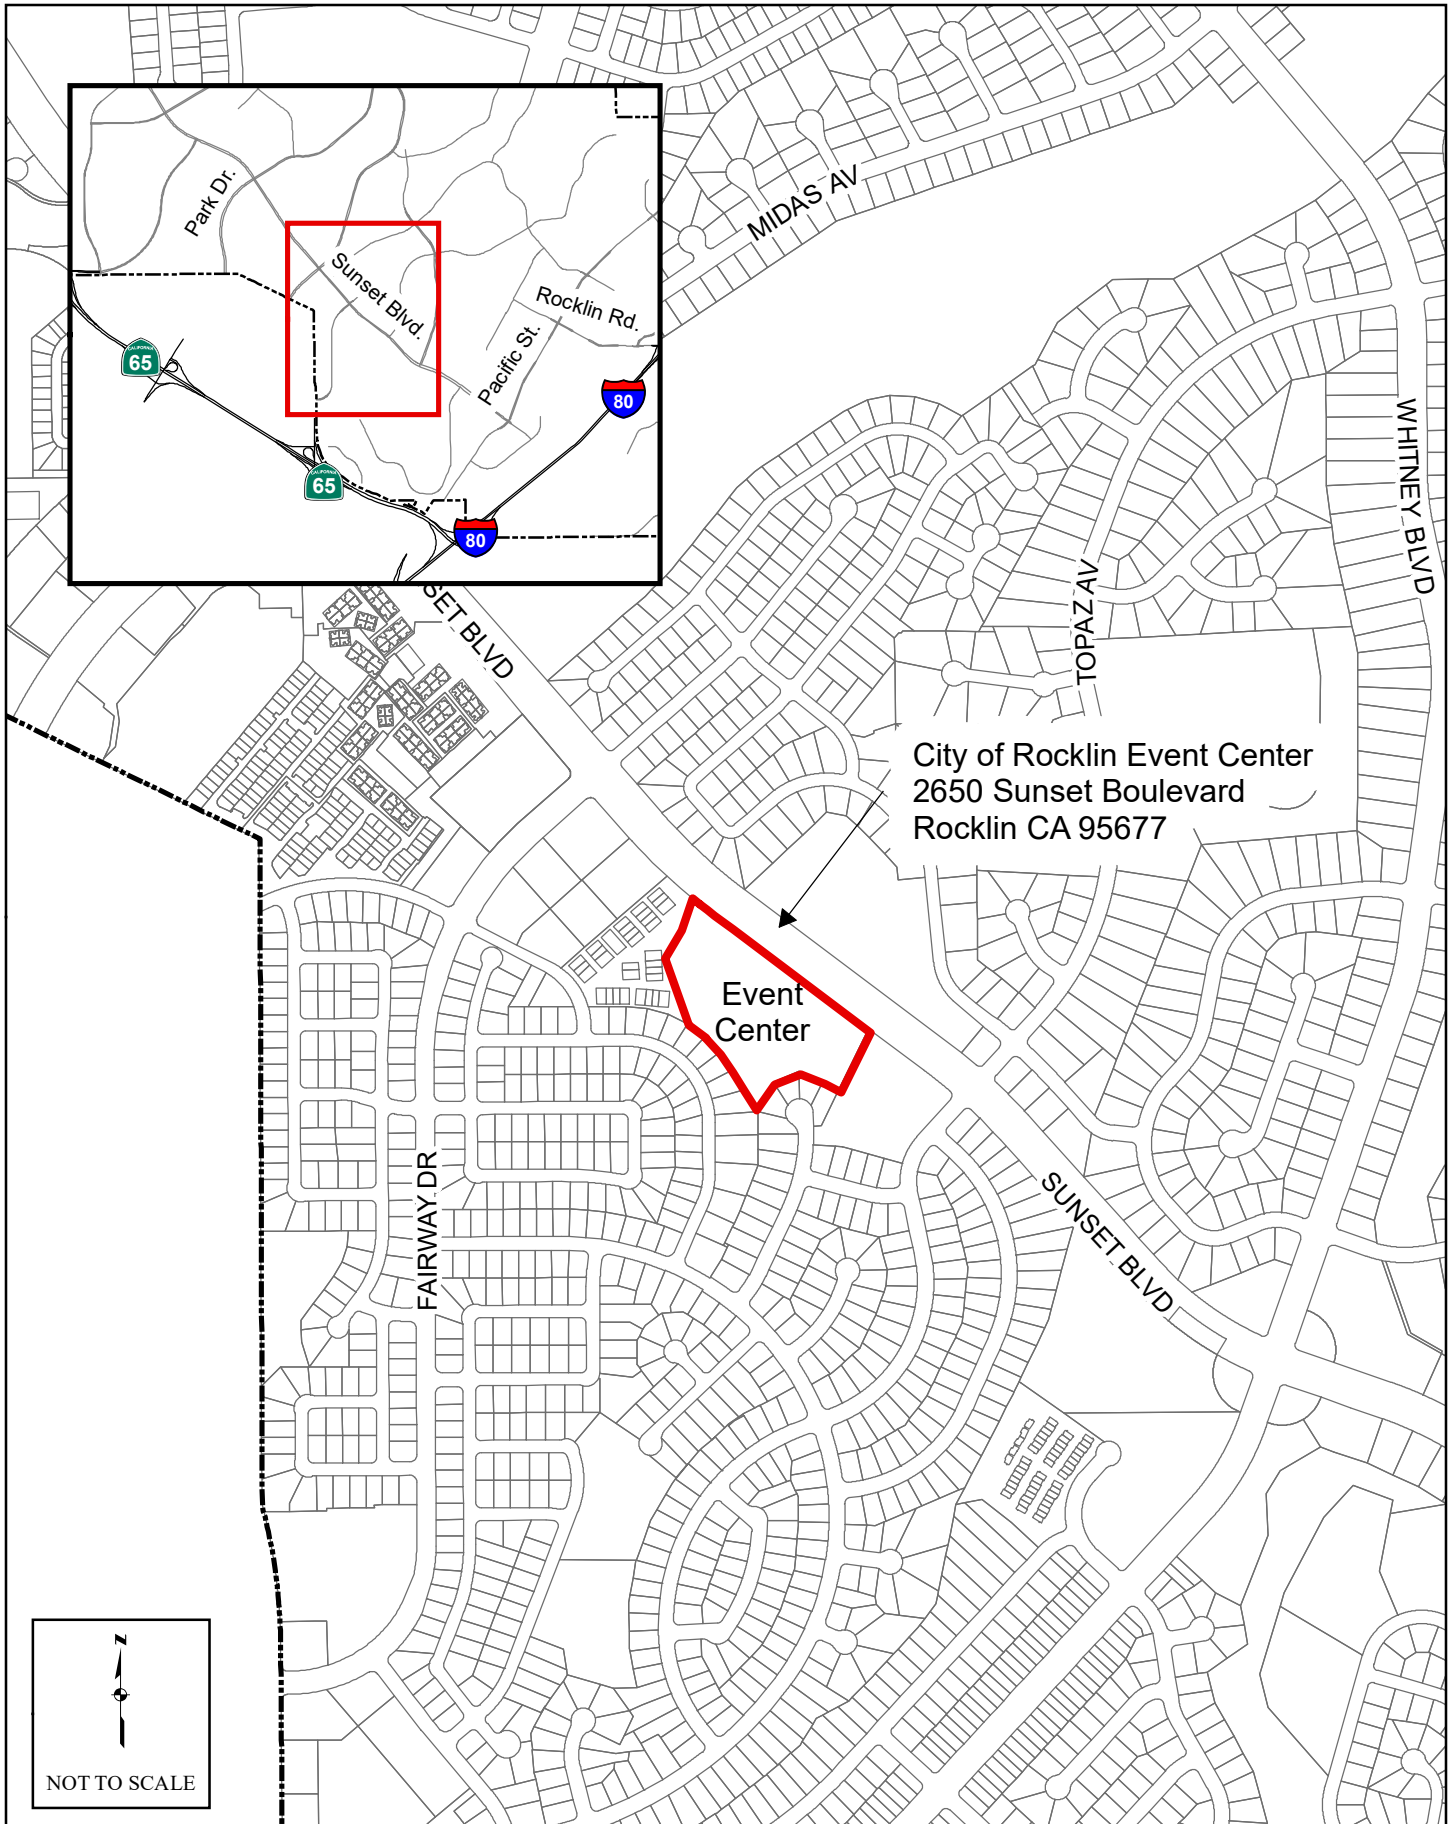 MIDAS AV
Park Dr.
Sunset Blvd.
Rocklin Rd.
Pacific St.
CALIFORNIA
65
80
CALIFORNIA
65
80
WHITNEY BLVD
SET BLVD
TOPAZ AV
City of Rocklin Event Center
2650 Sunset Boulevard
Rocklin CA 95677
Event
Center
FAIRWAY DR
SUNSET BLVD
N
NOT TO SCALE